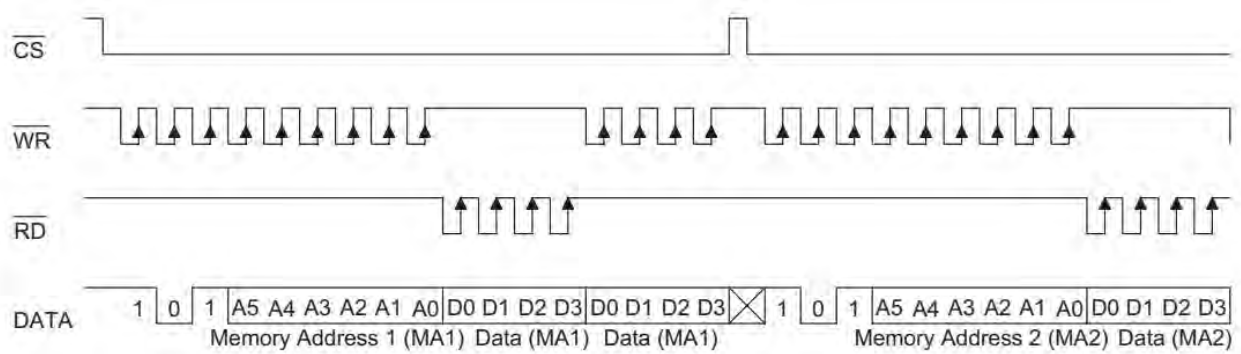 CS
WR
RD
DATA 1 0 1 A5 A4 A3 A2 A1 A0 D0 D1 D2 D3 D0 D1 D2 D3 1 0 1 A5 A4 A3 A2 A1 A0 D0 D1 D2 D3
Memory Address 1 (MA1) Data (MA1) Data (MA1) Memory Address 2 (MA2) Data (MA2)